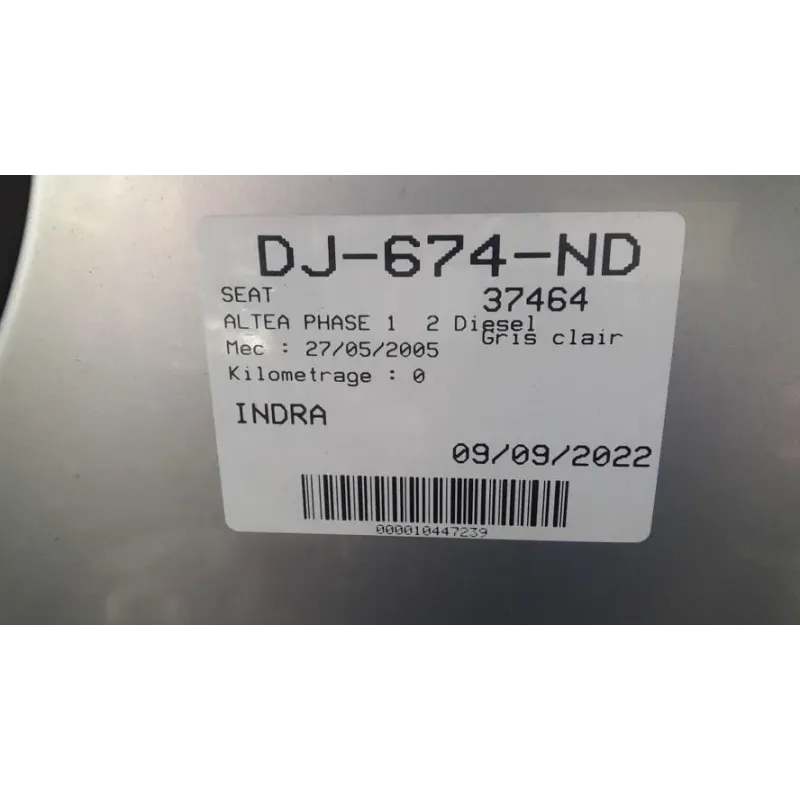 DJ-674-ND
SEAT 37464
ALTEA PHASE 1 2 Diesel
Gris clair
Mec : 27/05/2005
Kilometrage : 0
INDRA
09/09/2022
000010447239